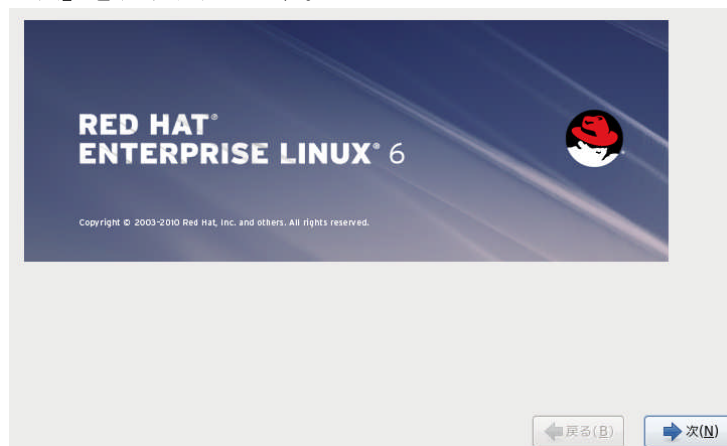 RED HAT®
ENTERPRISE LINUX® 6
Copyright © 2003-2010 Red Hat, Inc. and others. All rights reserved.
戻る(B)
次(N)